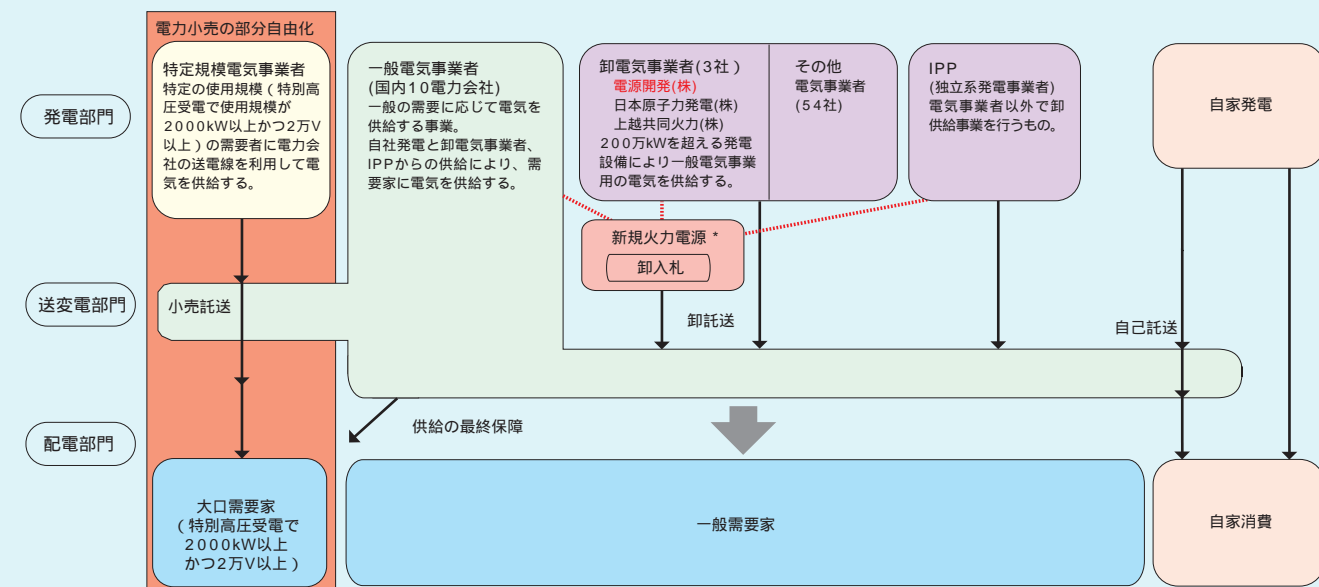 電力小売の部分自由化
発電部門
特定規模電気事業者
特定の使用規模(特別高
圧受電で使用規模が
2000kW以上かつ2万V
以上)の需要者に電力会
社の送電線を利用して電
気を供給する。
一般電気事業者
(国内10電力会社)
一般の需要に応じて電気を
供給する事業。
自社発電と卸電気事業者、
IPPからの供給により、需
要家に電気を供給する。
卸電気事業者(3社)
電源開発(株)
日本原子力発電(株)
上越共同火力(株)
200万kWを超える発電
設備により一般電気事業
用の電気を供給する。
その他
電気事業者
(54社)
IPP
(独立系発電事業者)
電気事業者以外で卸
供給事業を行うもの。
自家発電
新規火力電源 *
卸入札
送変電部門
小売託送
卸託送
自己託送
配電部門
供給の最終保障
大口需要家
(特別高圧受電で
2000kW以上
かつ2万V以上)
一般需要家
自家消費